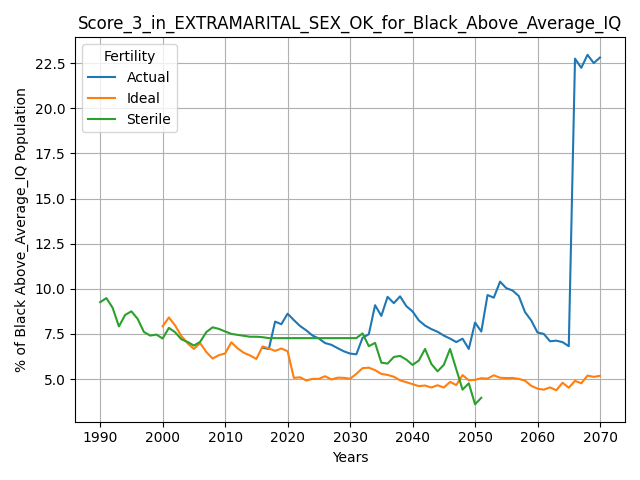 Score_3_in_EXTRAMARITAL_SEX_OK_for_Black_Above_Average_IQ
Fertility
Actual
Ideal
Sterile
% of Black Above_Average_IQ Population
22.5
20.0
17.5
15.0
12.5
10.0
7.5
5.0
1990 2000 2010 2020 2030 2040 2050 2060 2070
Years